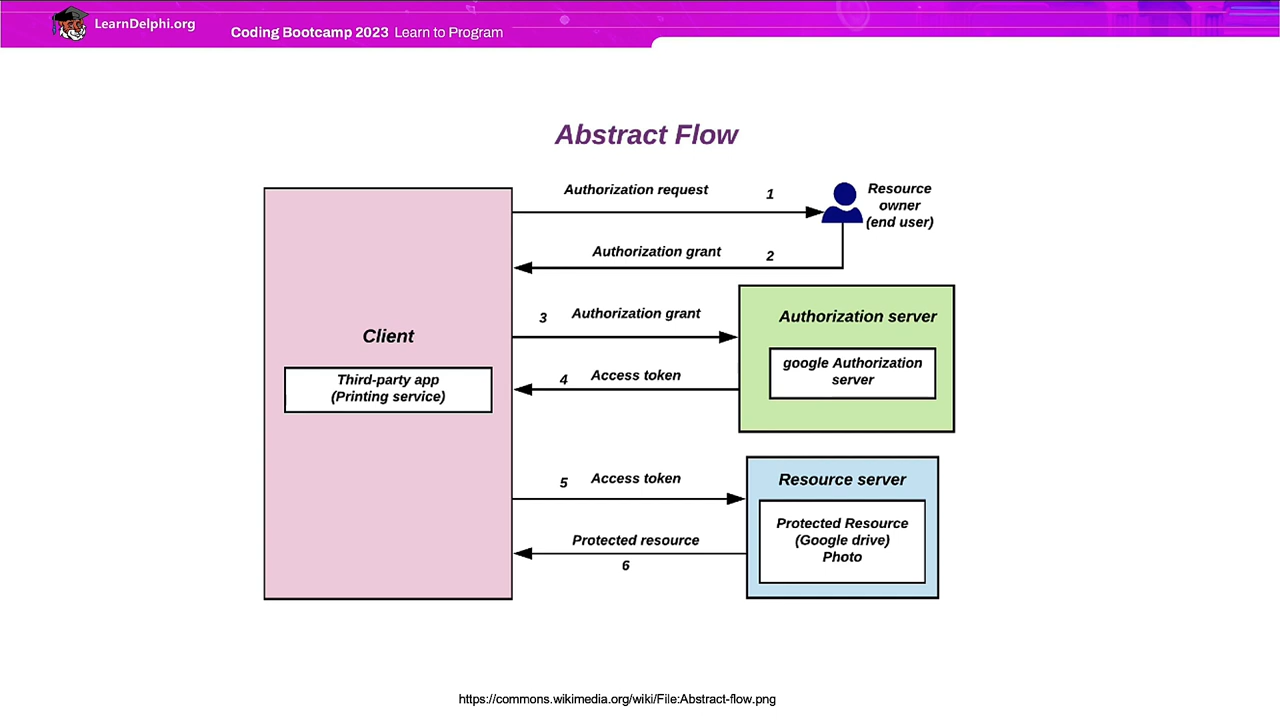 LearnDelphi.org
Coding Bootcamp 2023 Learn to Program
Abstract Flow
Authorization request 1
Resource
owner
(end user)
Authorization grant 2
3 Authorization grant
Authorization server
Client
google Authorization
server
4 Access token
Third-party app
(Printing service)
5 Access token
Resource server
Protected Resource
(Google drive)
Photo
Protected resource
6
https://commons.wikimedia.org/wiki/File:Abstract-flow.png